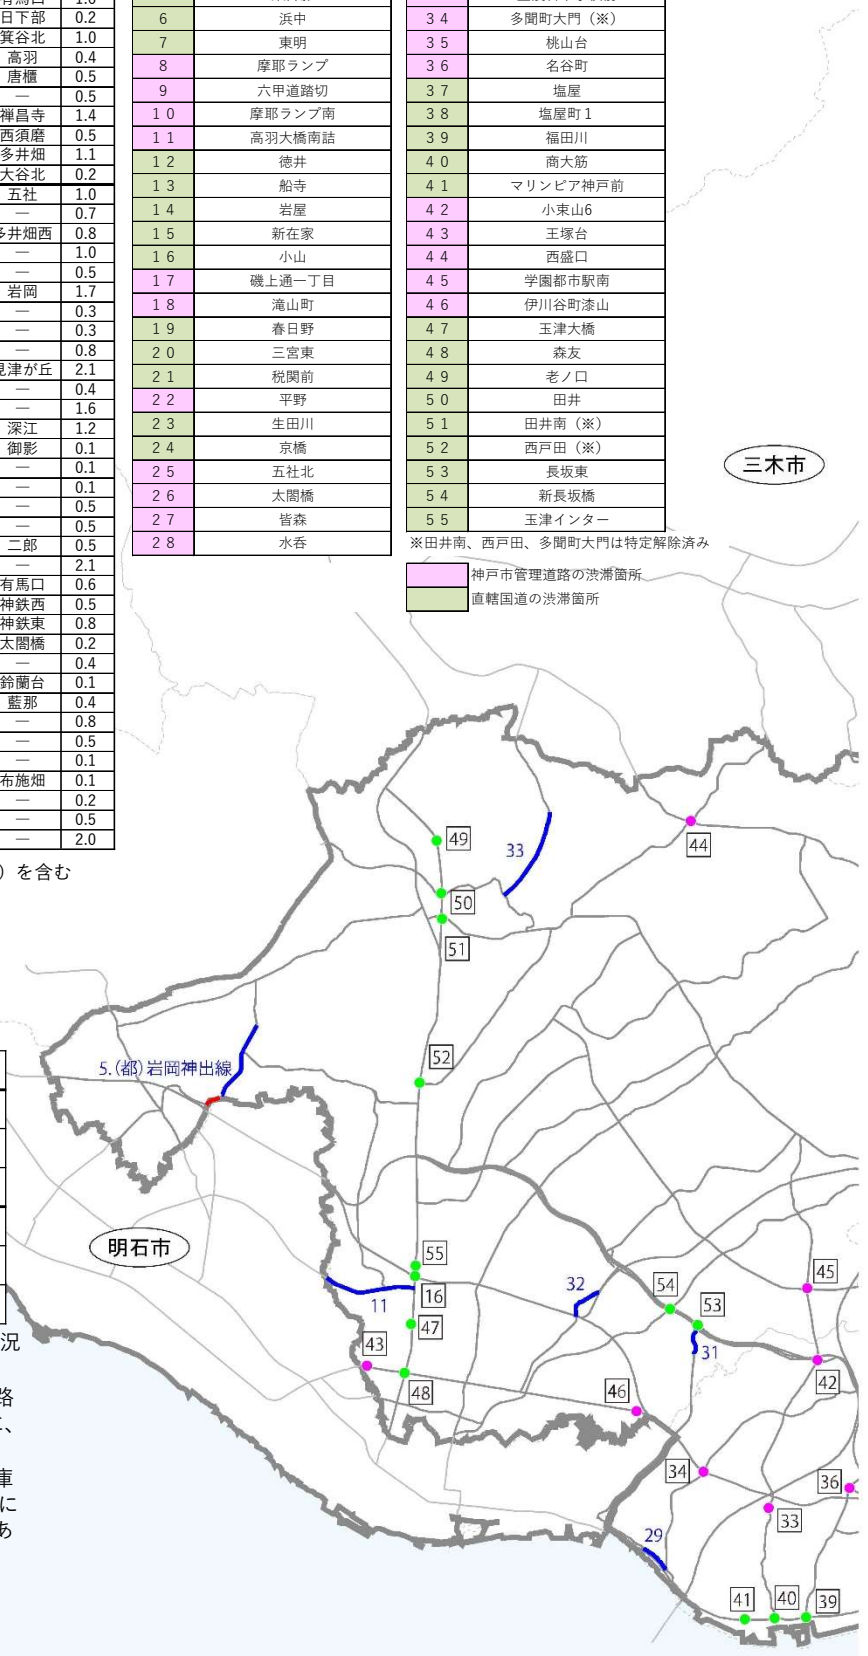 日下部 0.2
箕谷北 1.0
高羽 0.4
唐櫃 0.5
― 0.5
禅昌寺 1.4
西須磨 0.5
多井畑 1.1
大谷北 0.2
五社 1.0
― 0.7
多井畑西 0.8
― 1.0
― 0.5
岩岡 1.7
― 0.3
― 0.3
― 0.8
見津が丘 2.1
― 0.4
― 1.6
深江 1.2
御影 0.1
― 0.1
― 0.1
― 0.5
― 0.5
二郎 0.5
― 2.1
有馬口 0.6
神鉄西 0.5
神鉄東 0.8
太閤橋 0.2
― 0.4
鈴蘭台 0.1
藍那 0.4
― 0.8
― 0.5
― 0.1
布施畑 0.1
― 0.2
― 0.5
― 2.0
）を含む
6 浜中
7 東明
8 摩耶ランプ
9 六甲道踏切
10 摩耶ランプ南
11 高羽大橋南詰
12 徳井
13 船寺
14 岩屋
15 新在家
16 小山
17 磯上通一丁目
18 滝山町
19 春日野
20 三宮東
21 税関前
22 平野
23 生田川
24 京橋
25 五社北
26 太閤橋
27 皆森
28 水呑
34 多聞町大門（※）
35 桃山台
36 名谷町
37 塩屋
38 塩屋町1
39 福田川
40 商大筋
41 マリンピア神戸前
42 小束山6
43 王塚台
44 西盛口
45 学園都市駅南
46 伊川谷町漆山
47 玉津大橋
48 森友
49 老ノ口
50 田井
51 田井南（※）
52 西戸田（※）
53 長坂東
54 新長坂橋
55 玉津インター
※田井南、西戸田、多聞町大門は特定解除済み
神戸市管理道路の渋滞箇所
直轄国道の渋滞箇所
三木市
49
33
44
50
51
52
5.(都)岩岡神出線
明石市
55
16
11
32
54
53
45
47
43
31
42
48
46
34
36
33
29
41
40
39
況
路
庫
に
あ